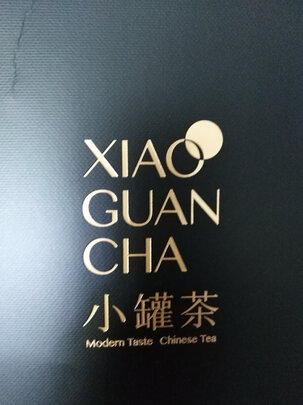 XIAO
GUAN
CHA
小罐茶
Modern Taste Chinese Tea